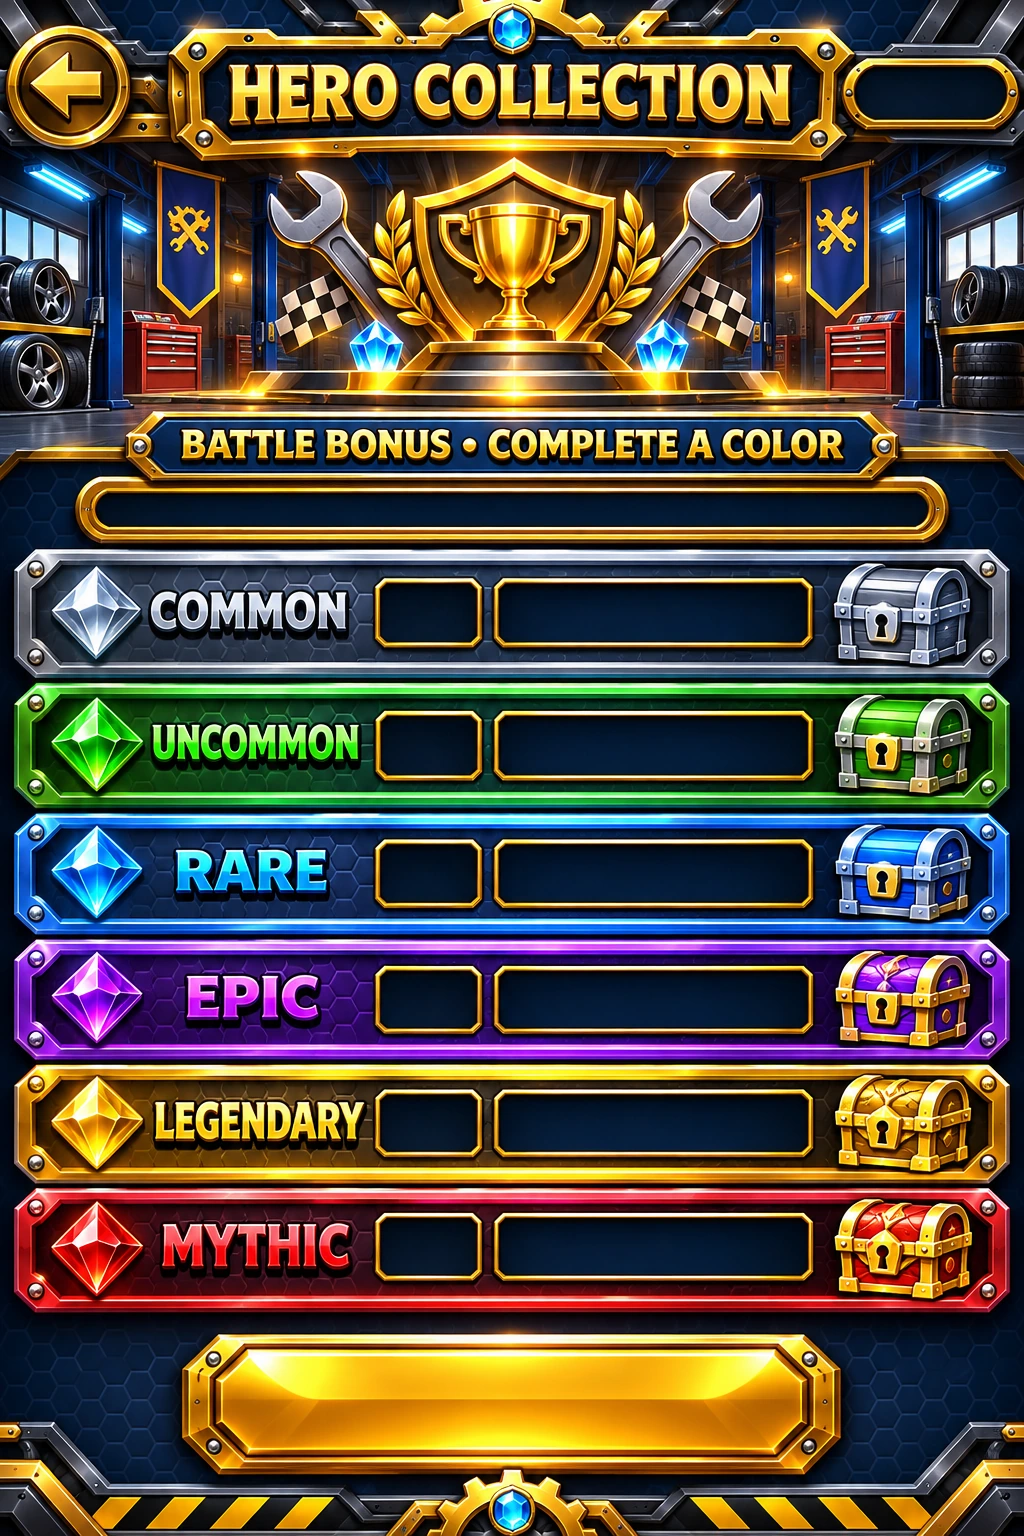 HERO COLLECTION
BATTLE BONUS • COMPLETE A COLOR
COMMON
UNCOMMON
RARE
EPIC
LEGENDARY
MYTHIC